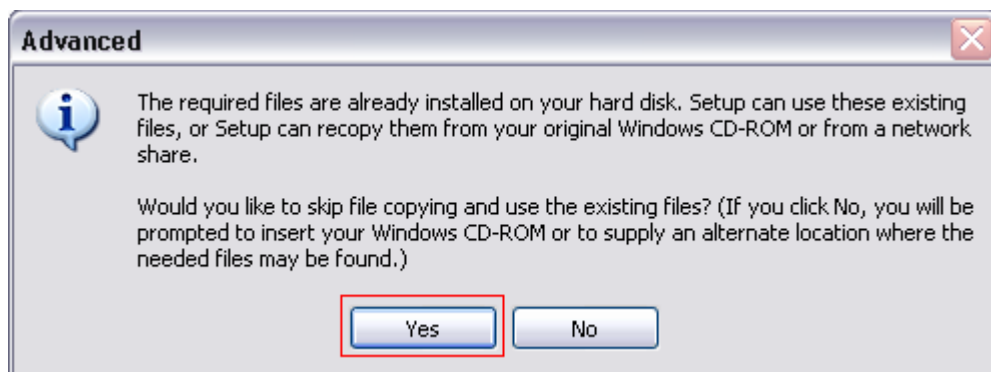 Advanced
The required files are already installed on your hard disk. Setup can use these existing
files, or Setup can recopy them from your original Windows CD-ROM or from a network
share.
Would you like to skip file copying and use the existing files? (If you click No, you will be
prompted to insert your Windows CD-ROM or to supply an alternate location where the
needed files may be found.)
Yes No